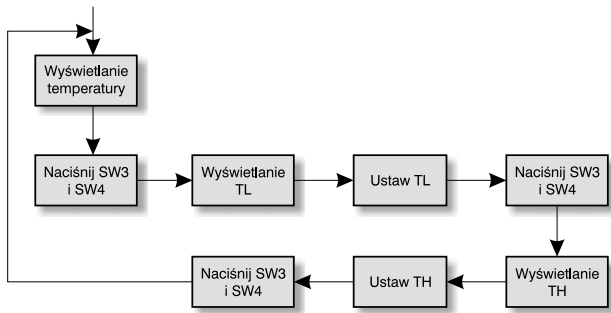 Wyświetlanie
temperatury
Naciśnij SW3
i SW4
Wyświetlanie
TL
Ustaw TL
Naciśnij SW3
i SW4
Wyświetlanie
TH
Ustaw TH
Naciśnij SW3
i SW4